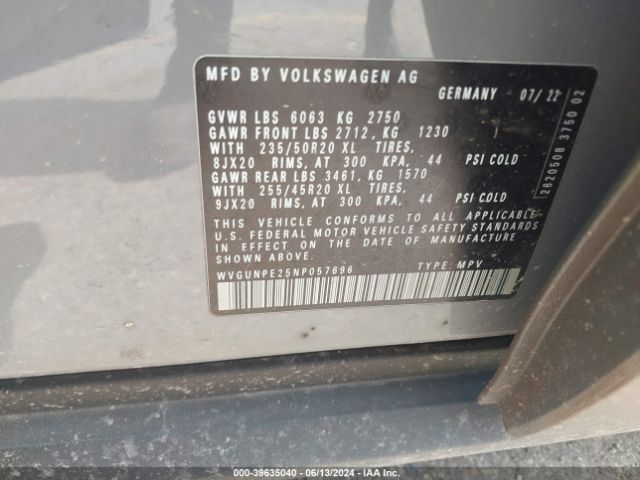 MFD BY VOLKSWAGEN AG
GERMANY 07/22
GVWR LBS 6063 KG 2750
GAWR FRONT LBS 2712, KG 1230
WITH 235/50R20 XL TIRES,
8JX20 RIMS, AT 300 KPA, 44 PSI COLD
GAWR REAR LBS 3461, KG 1570
WITH 255/45R20 XL TIRES,
9JX20 RIMS, AT 300 KPA, 44 PSI COLD
THIS VEHICLE CONFORMS TO ALL APPLICABLE
U.S. FEDERAL MOTOR VEHICLE SAFETY STANDARDS
IN EFFECT ON THE DATE OF MANUFACTURE
SHOWN ABOVE.
WVGUNPE25NP057696 TYPE: MPV
2620508 3750 02
000-39635040 - 06/13/2024 - IAA Inc.